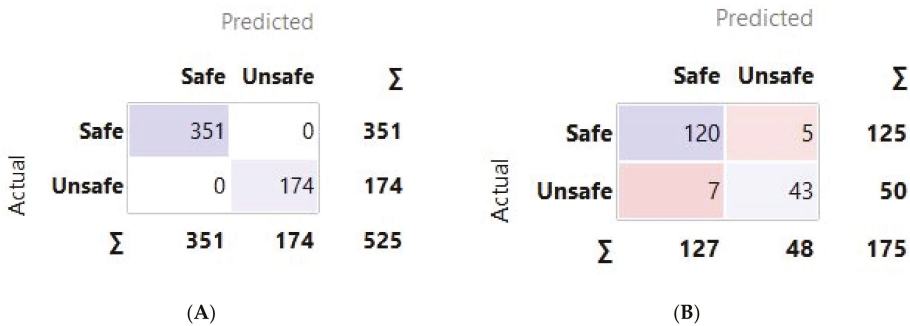 Predicted
Safe Unsafe ∑
Safe 351 0 351
Actual
Unsafe 0 174 174
∑ 351 174 525
(A)
Predicted
Safe Unsafe ∑
Safe 120 5 125
Actual
Unsafe 7 43 50
∑ 127 48 175
(B)